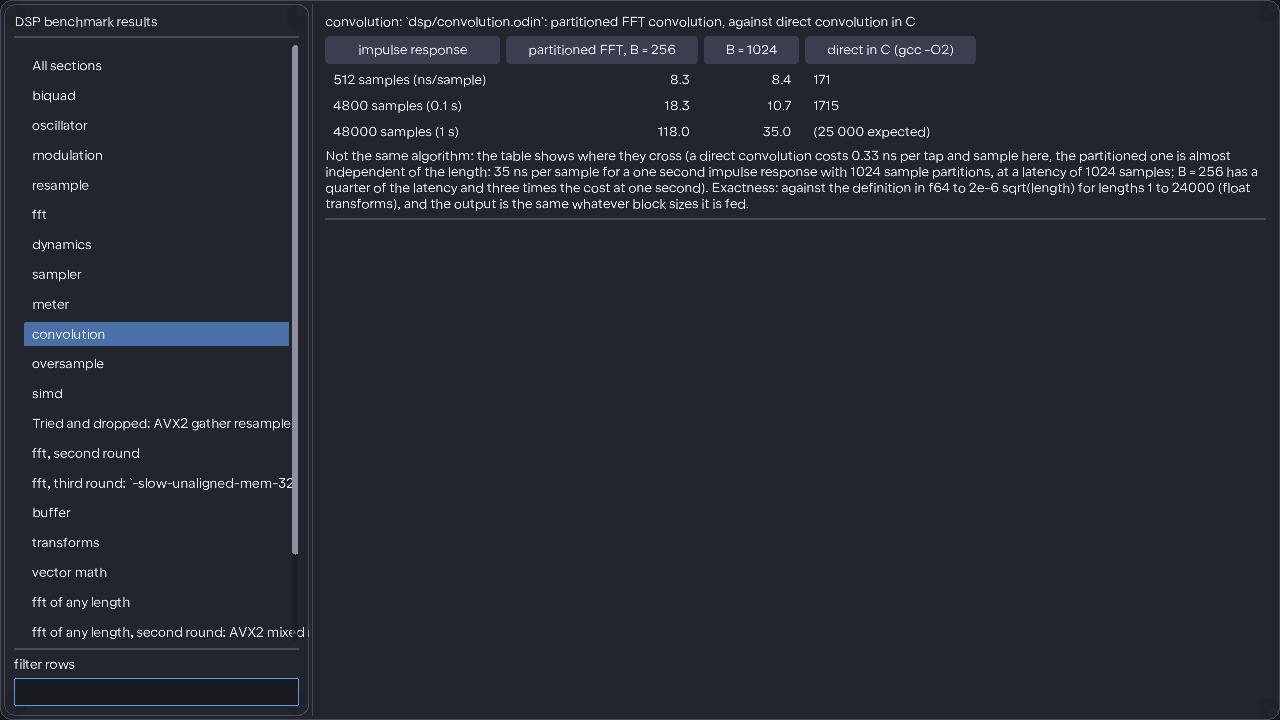 DSP benchmark results
All sections
biquad
oscillator
modulation
resample
fft
dynamics
sampler
meter
convolution
oversample
simd
Tried and dropped: AVX2 gather resample
fft, second round
fft, third round: `-slow-unaligned-mem-32
buffer
transforms
vector math
fft of any length
fft of any length, second round: AVX2 mixed
filter rows
convolution: `dsp/convolution.odin`: partitioned FFT convolution, against direct convolution in C
impulse response partitioned FFT, B = 256 B = 1024 direct in C (gcc -O2)
512 samples (ns/sample) 8.3 8.4 171
4800 samples (0.1 s) 18.3 10.7 1715
48000 samples (1 s) 118.0 35.0 (25 000 expected)
Not the same algorithm: the table shows where they cross (a direct convolution costs 0.33 ns per tap and sample here, the partitioned one is almost
independent of the length: 35 ns per sample for a one second impulse response with 1024 sample partitions, at a latency of 1024 samples; B = 256 has a
quarter of the latency and three times the cost at one second). Exactness: against the definition in f64 to 2e-6 sqrt(length) for lengths 1 to 24000 (float
transforms), and the output is the same whatever block sizes it is fed.